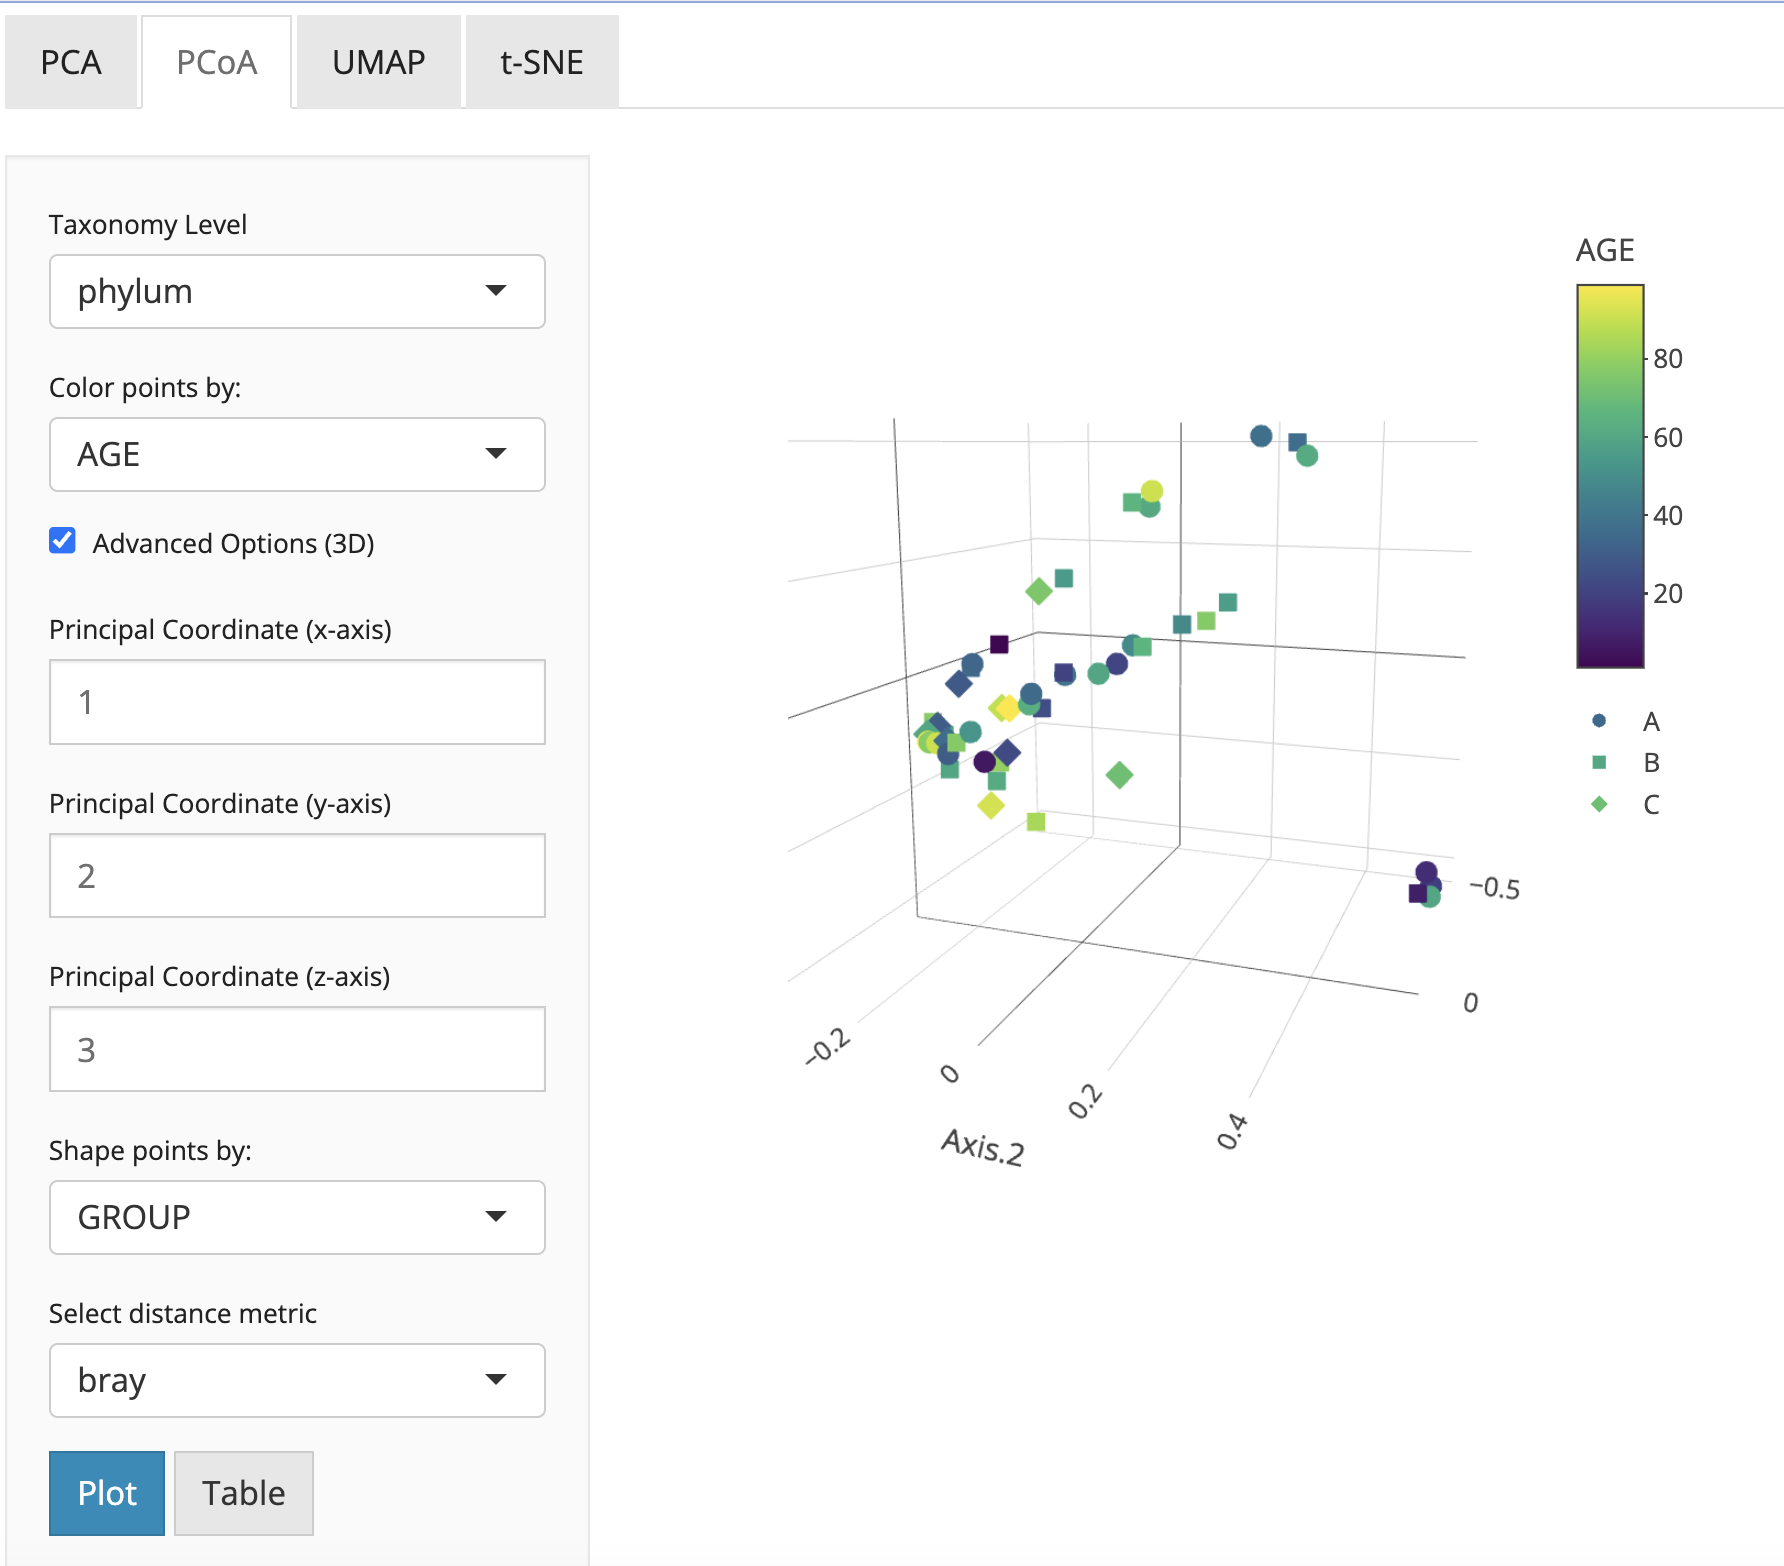 PCA PCoA UMAP t-SNE
Taxonomy Level
phylum
Color points by:
AGE
Advanced Options (3D)
Principal Coordinate (x-axis)
1
Principal Coordinate (y-axis)
2
Principal Coordinate (z-axis)
3
Shape points by:
GROUP
Select distance metric
bray
Plot Table
AGE
80
60
40
20
A
B
C
−0.5
0
−0.2
0
0.2
0.4
Axis.2